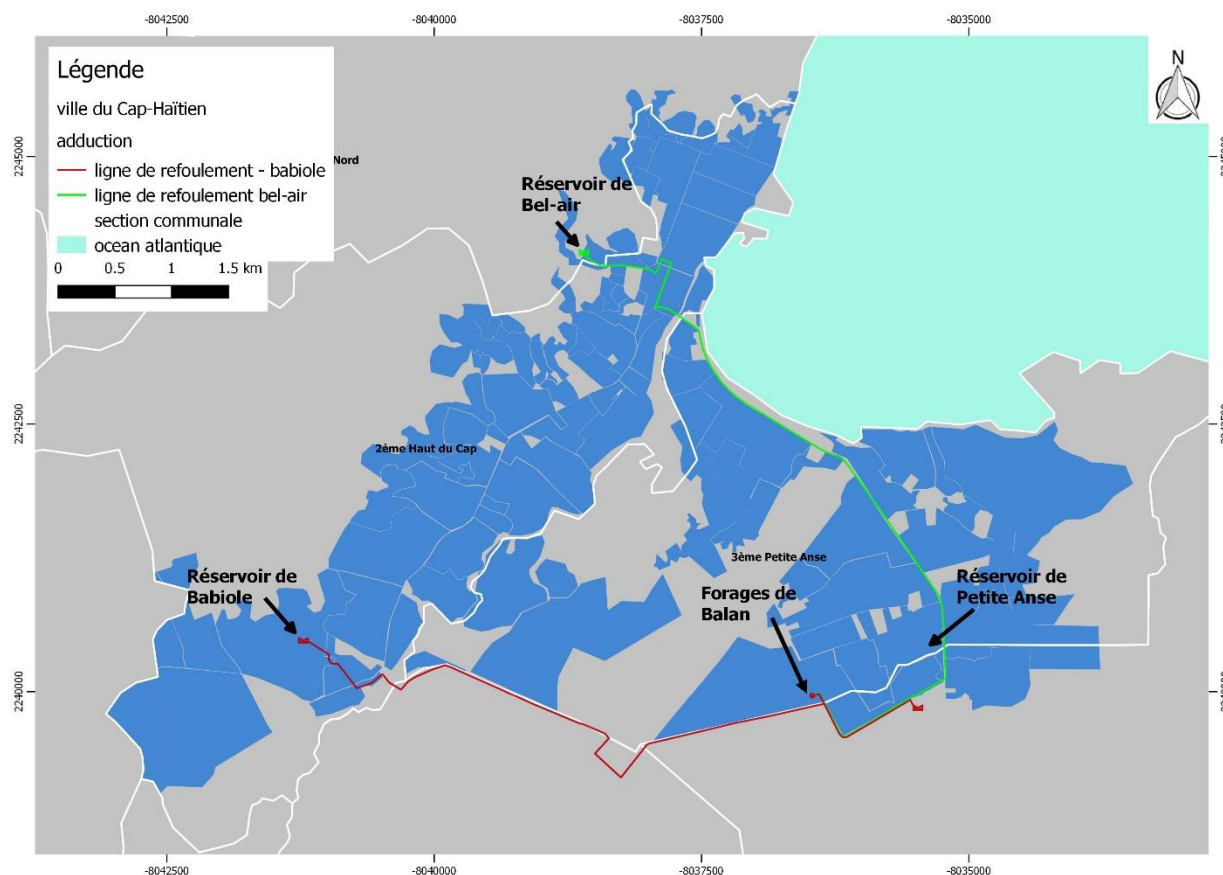 -8042500
-8040000
-8037500
-8035000
Légende
ville du Cap-Haïtien
adduction
ligne de refoulement - babiole
ligne de refoulement bel-air
section communale
ocean atlantique
0 0.5 1 1.5 km
N
2245000
Nord
2245000
Réservoir de
Bel-air
2242500
2ème Haut du Cap
2242500
3ème Petite Anse
Réservoir de
Babiole
Forages de
Balan
Réservoir de
Petite Anse
2240000
2240000
-8042500
-8040000
-8037500
-8035000